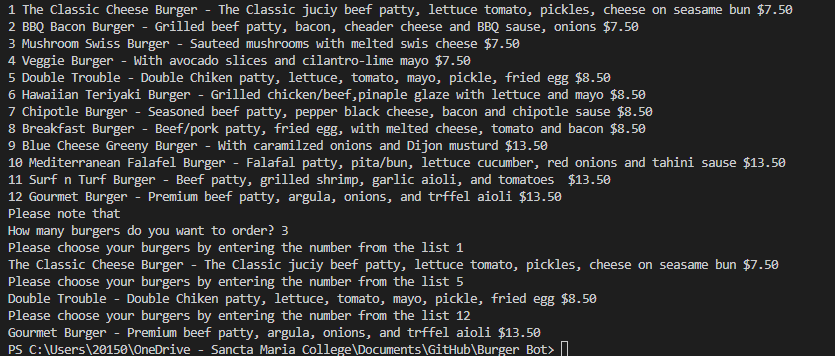 1 The Classic Cheese Burger - The Classic juciy beef patty, lettuce tomato, pickles, cheese on seasame bun $7.50
2 BBQ Bacon Burger - Grilled beef patty, bacon, cheader cheese and BBQ sause, onions $7.50
3 Mushroom Swiss Burger - Sauteed mushrooms with melted swis cheese $7.50
4 Veggie Burger - With avocado slices and cilantro-lime mayo $7.50
5 Double Trouble - Double Chiken patty, lettuce, tomato, mayo, pickle, fried egg $8.50
6 Hawaiian Teriyaki Burger - Grilled chicken/beef,pinaple glaze with lettuce and mayo $8.50
7 Chipotle Burger - Seasoned beef patty, pepper black cheese, bacon and chipotle sause $8.50
8 Breakfast Burger - Beef/pork patty, fried egg, with melted cheese, tomato and bacon $8.50
9 Blue Cheese Greeny Burger - With caramilzed onions and Dijon musturd $13.50
10 Mediterranean Falafel Burger - Falafal patty, pita/bun, lettuce cucumber, red onions and tahini sause $13.50
11 Surf n Turf Burger - Beef patty, grilled shrimp, garlic aioli, and tomatoes  $13.50
12 Gourmet Burger - Premium beef patty, argula, onions, and trffel aioli $13.50
Please note that
How many burgers do you want to order? 3
Please choose your burgers by entering the number from the list 1
The Classic Cheese Burger - The Classic juciy beef patty, lettuce tomato, pickles, cheese on seasame bun $7.50
Please choose your burgers by entering the number from the list 5
Double Trouble - Double Chiken patty, lettuce, tomato, mayo, pickle, fried egg $8.50
Please choose your burgers by entering the number from the list 12
Gourmet Burger - Premium beef patty, argula, onions, and trffel aioli $13.50
PS C:\Users\20150\OneDrive - Sancta Maria College\Documents\GitHub\Burger Bot>